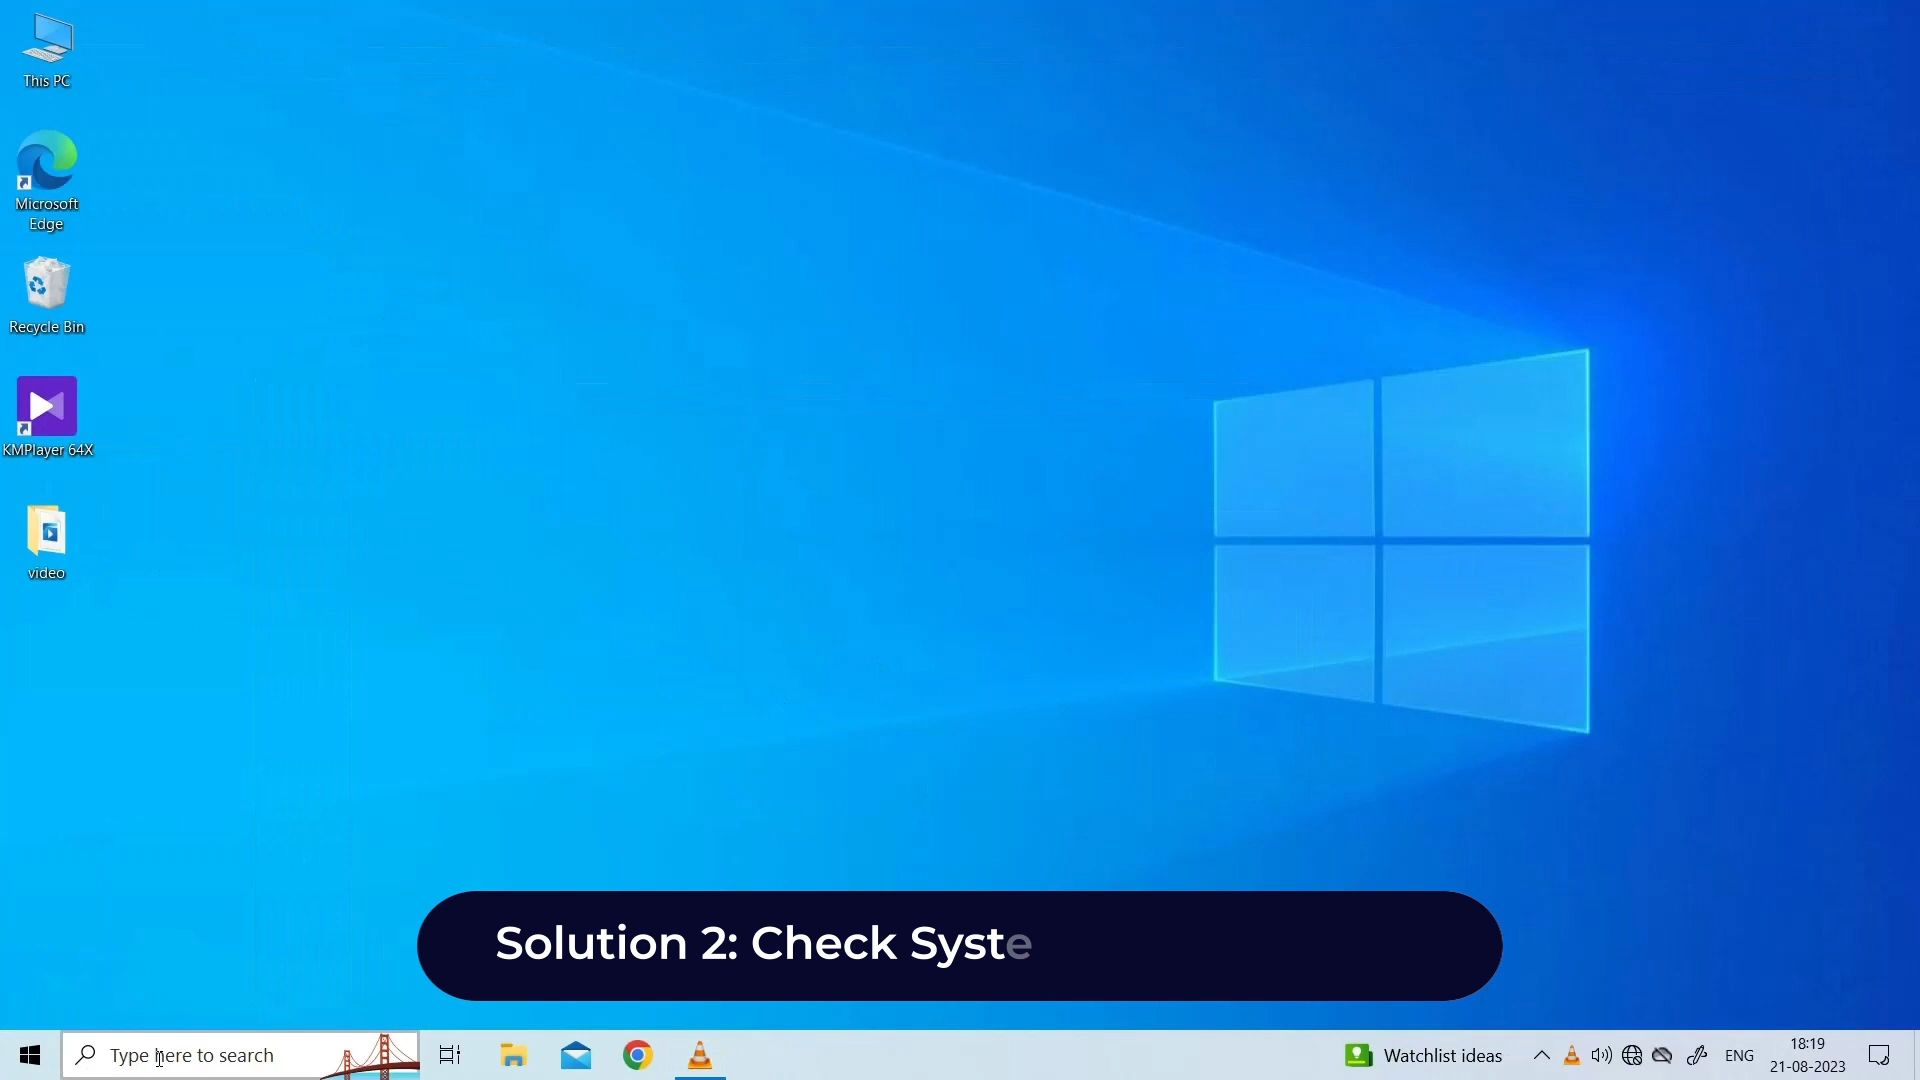 This PC
Microsoft
Edge
Recycle Bin
KMPlayer 64X
video
Solution 2: Check Syste
Type here to search
Watchlist ideas
ENG
18:19
21-08-2023